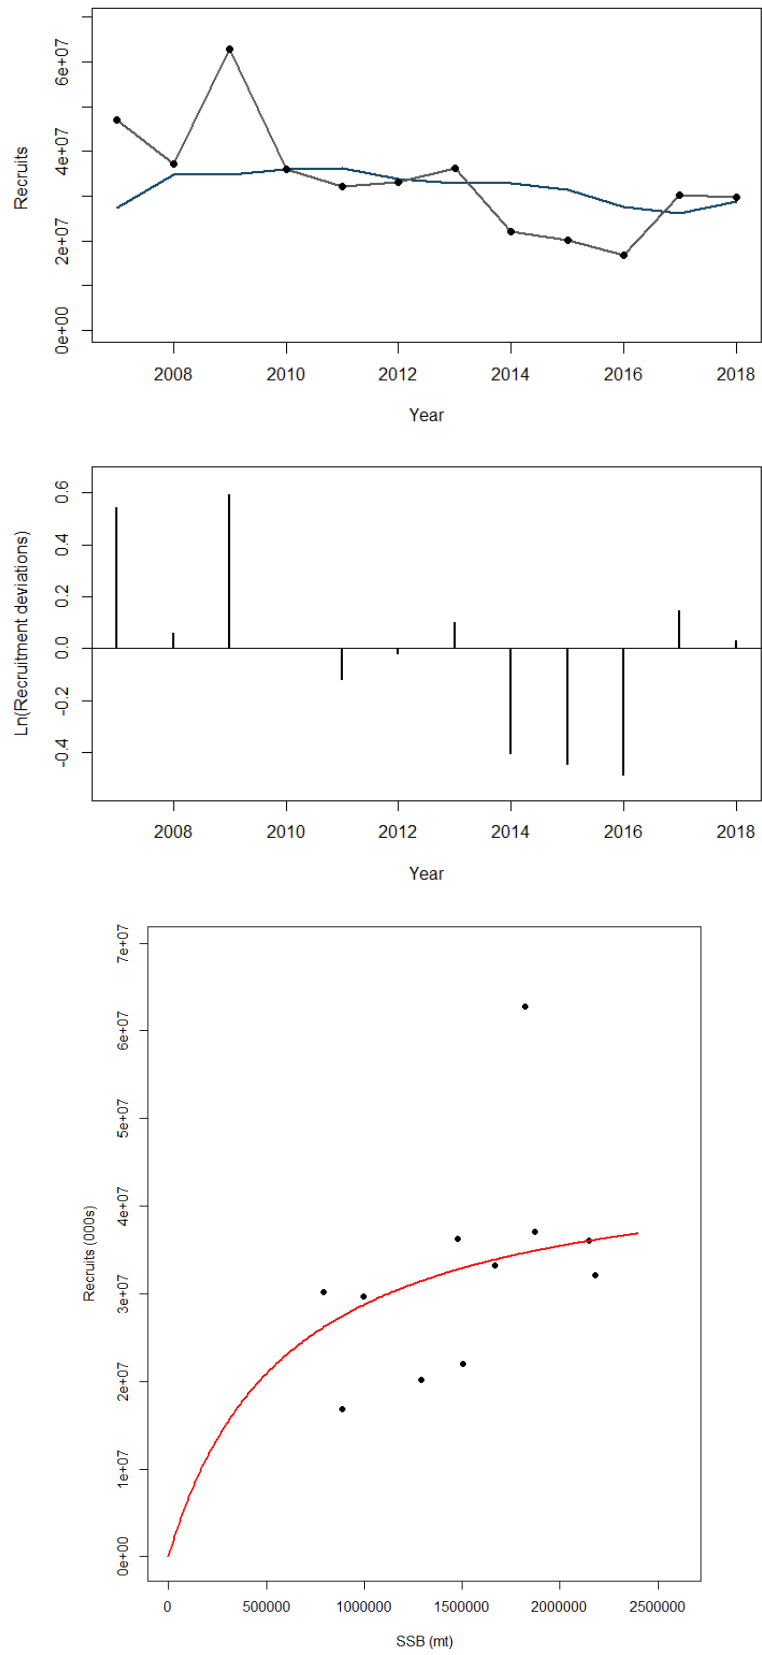 6e+07
4e+07
2e+07
0e+00
Recruits
2008 2010 2012 2014 2016 2018
Year
0.6
0.4
0.2
0.0
-0.2
-0.4
Ln(Recruitment deviations)
2008 2010 2012 2014 2016 2018
Year
7e+07
6e+07
5e+07
4e+07
3e+07
2e+07
1e+07
0e+00
Recruits (000s)
0 500000 1000000 1500000 2000000 2500000
SSB (mt)